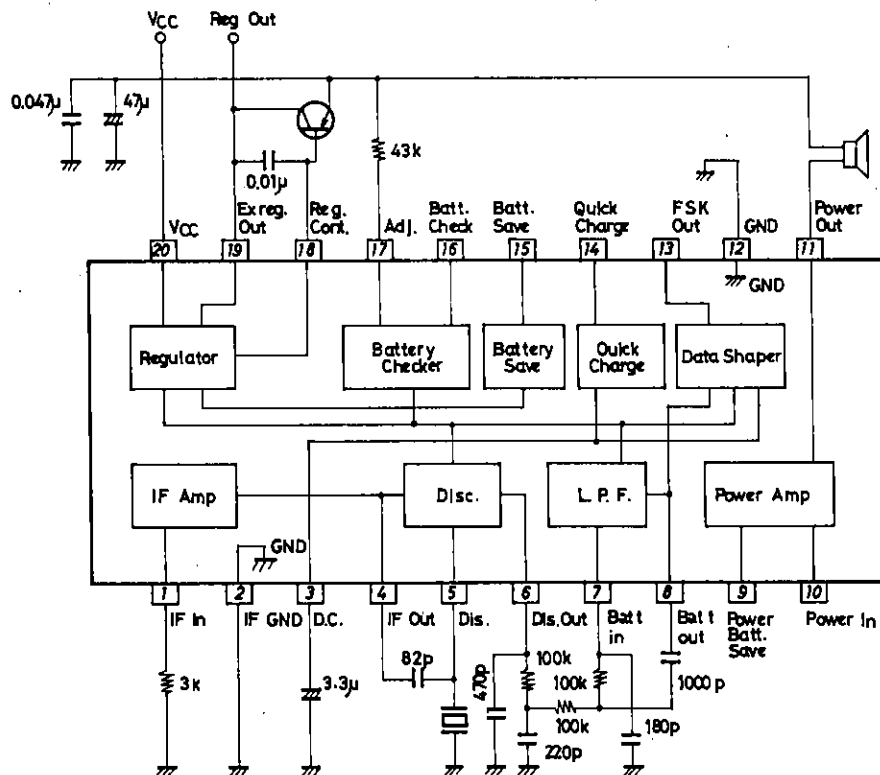 VCC Reg Out
0.047μ 47μ
43k
0.01μ
VCC
Exreg. Out
Reg. Cont.
Adj.
Batt. Check
Batt. Save
Quick Charge
FSK Out
GND
Power Out
20 19 18 17 16 15 14 13 12 11
GND
Regulator
Battery Checker
Battery Save
Quick Charge
Data Shaper
IF Amp
Disc.
L. P. F.
Power Amp
GND
1 2 3 4 5 6 7 8 9 10
IF In
IF GND
D.C.
IF Out
Dis.
Dis.Out
Batt in
Batt out
Power Batt. Save
Power In
3k
3.3μ
82p
470p
100k
100k
100k
220p
180p
1000p